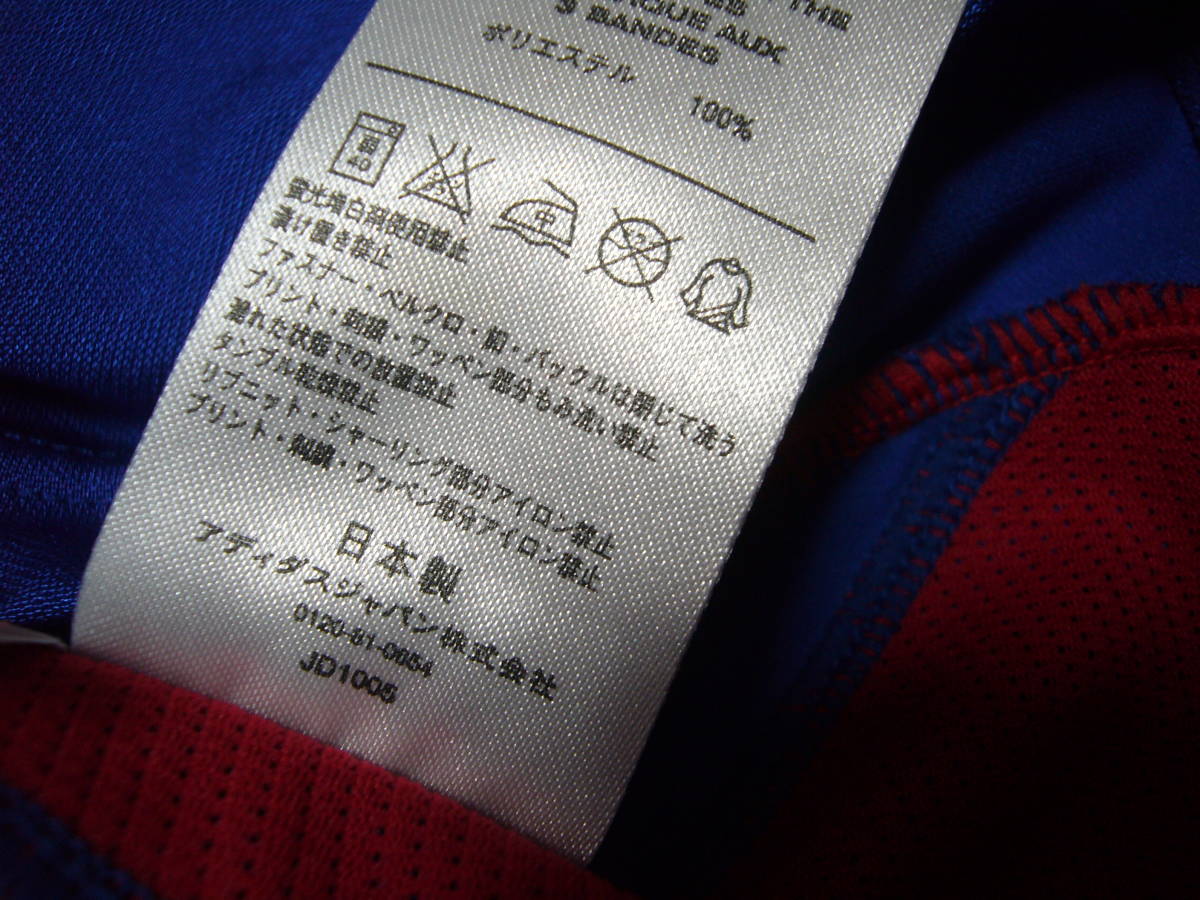 THE
QUE AUX
3 BANDES
ポリエステル 100%
40
中
蛍光増白剤使用禁止
漬け置き禁止
ファスナー・ベルクロ・釦・バックルは閉じて洗う
プリント・刺繍・ワッペン部分もみ洗い禁止
濡れた状態での放置禁止
タンブル乾燥禁止
リブニット・シャーリング部分アイロン禁止
プリント・刺繍・ワッペン部分アイロン禁止
日本製
アディダスジャパン株式会社
0120-81-0654
JD1005